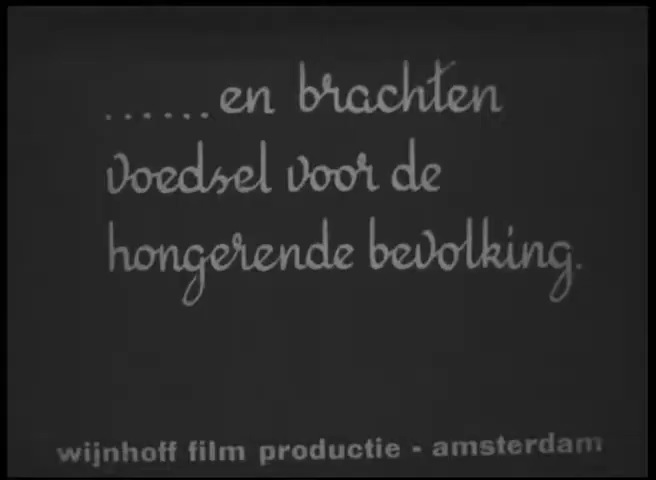 ......en brachten
voedsel voor de
hongerende bevolking.
wijnhoff film productie - amsterdam